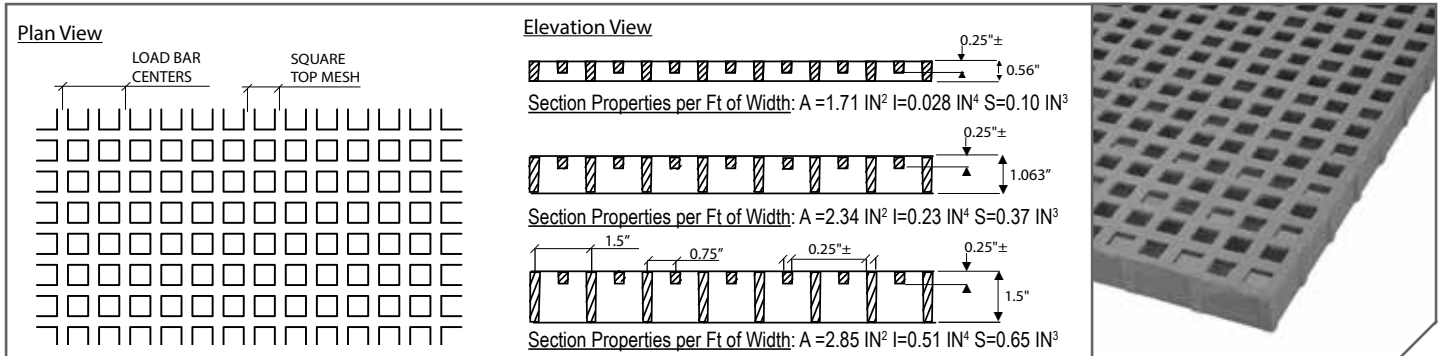 Plan View
LOAD BAR
CENTERS
SQUARE
TOP MESH
Elevation View
0.25"±
0.56"
Section Properties per Ft of Width: A =1.71 IN² I=0.028 IN⁴ S=0.10 IN³
0.25"±
1.063"
Section Properties per Ft of Width: A =2.34 IN² I=0.23 IN⁴ S=0.37 IN³
1.5"
0.75"
0.25"±
0.25"±
1.5"
Section Properties per Ft of Width: A =2.85 IN² I=0.51 IN⁴ S=0.65 IN³